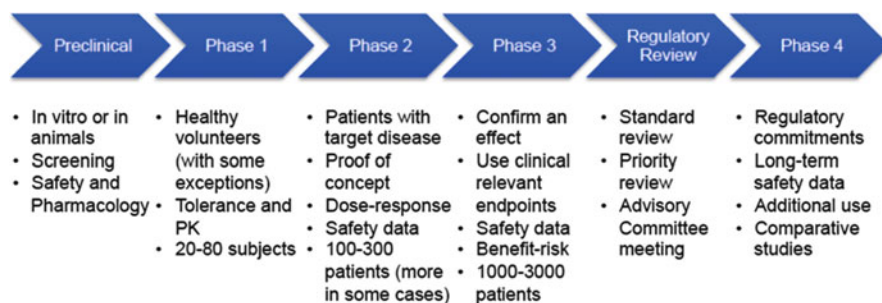 Preclinical
Phase 1
Phase 2
Phase 3
Regulatory
Review
Phase 4
• In vitro or in
animals
• Screening
• Safety and
Pharmacology
• Healthy
volunteers
(with some
exceptions)
• Tolerance and
PK
• 20-80 subjects
• Patients with
target disease
• Proof of
concept
• Dose-response
• Safety data
• 100-300
patients (more
in some cases)
• Confirm an
effect
• Use clinical
relevant
endpoints
• Safety data
• Benefit-risk
• 1000-3000
patients
• Standard
review
• Priority
review
• Advisory
Committee
meeting
• Regulatory
commitments
• Long-term
safety data
• Additional use
• Comparative
studies